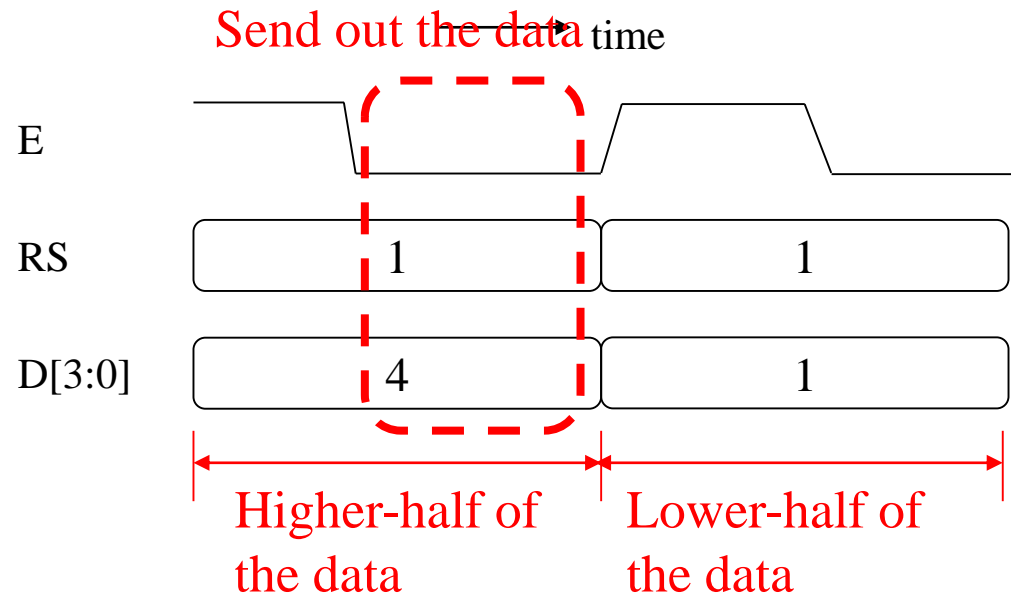 Send out the data
time
E
RS
1
1
D[3:0]
4
1
Higher-half of
the data
Lower-half of
the data